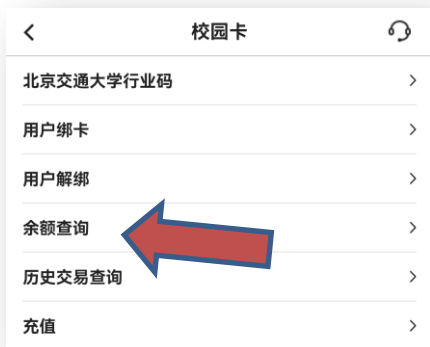 校园卡
北京交通大学行业码
用户绑卡
用户解绑
余额查询
历史交易查询
充值